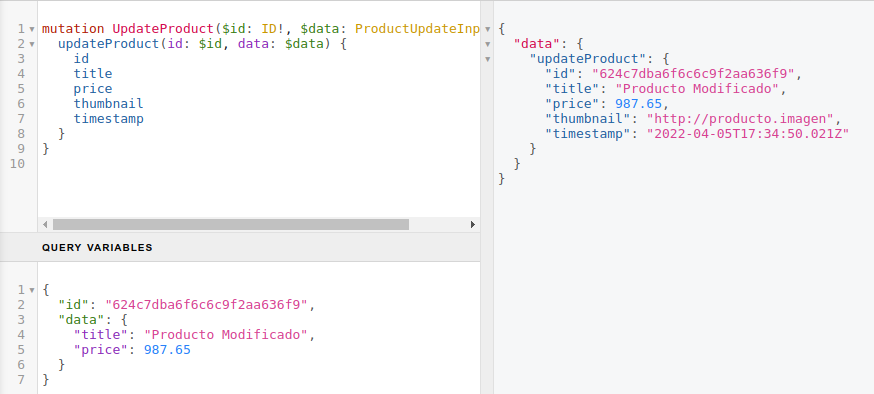 1 mutation UpdateProduct($id: ID!, $data: ProductUpdateInp
2   updateProduct(id: $id, data: $data) {
3     id
4     title
5     price
6     thumbnail
7     timestamp
8   }
9 }
10
QUERY VARIABLES
1 {
2   "id": "624c7dba6f6c6c9f2aa636f9",
3   "data": {
4     "title": "Producto Modificado",
5     "price": 987.65
6   }
7 }
{
  "data": {
    "updateProduct": {
      "id": "624c7dba6f6c6c9f2aa636f9",
      "title": "Producto Modificado",
      "price": 987.65,
      "thumbnail": "http://producto.imagen",
      "timestamp": "2022-04-05T17:34:50.021Z"
    }
  }
}